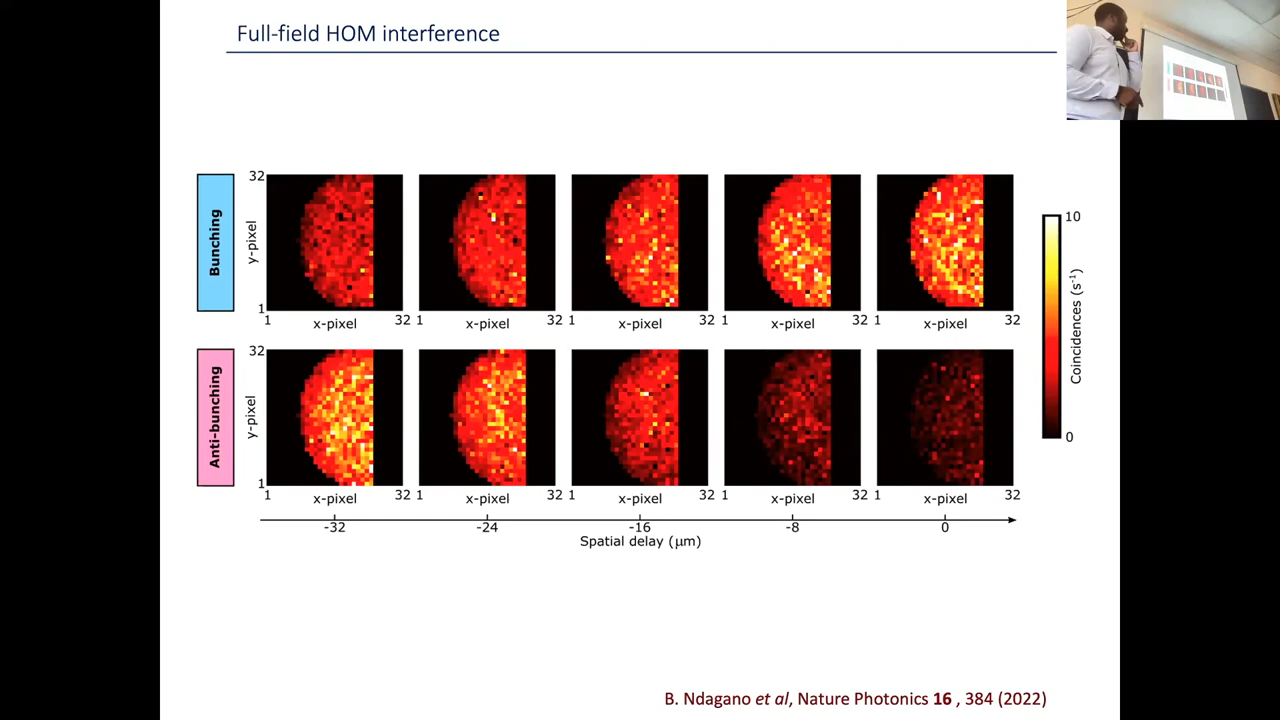 Full-field HOM interference
Bunching
y-pixel
32
1
1 x-pixel 32
1 x-pixel 32
1 x-pixel 32
1 x-pixel 32
1 x-pixel 32
Anti-bunching
y-pixel
32
1
1 x-pixel 32
1 x-pixel 32
1 x-pixel 32
1 x-pixel 32
1 x-pixel 32
10
Coincidences (s⁻¹)
0
-32 -24 -16 -8 0
Spatial delay (μm)
B. Ndagano et al, Nature Photonics 16 , 384 (2022)